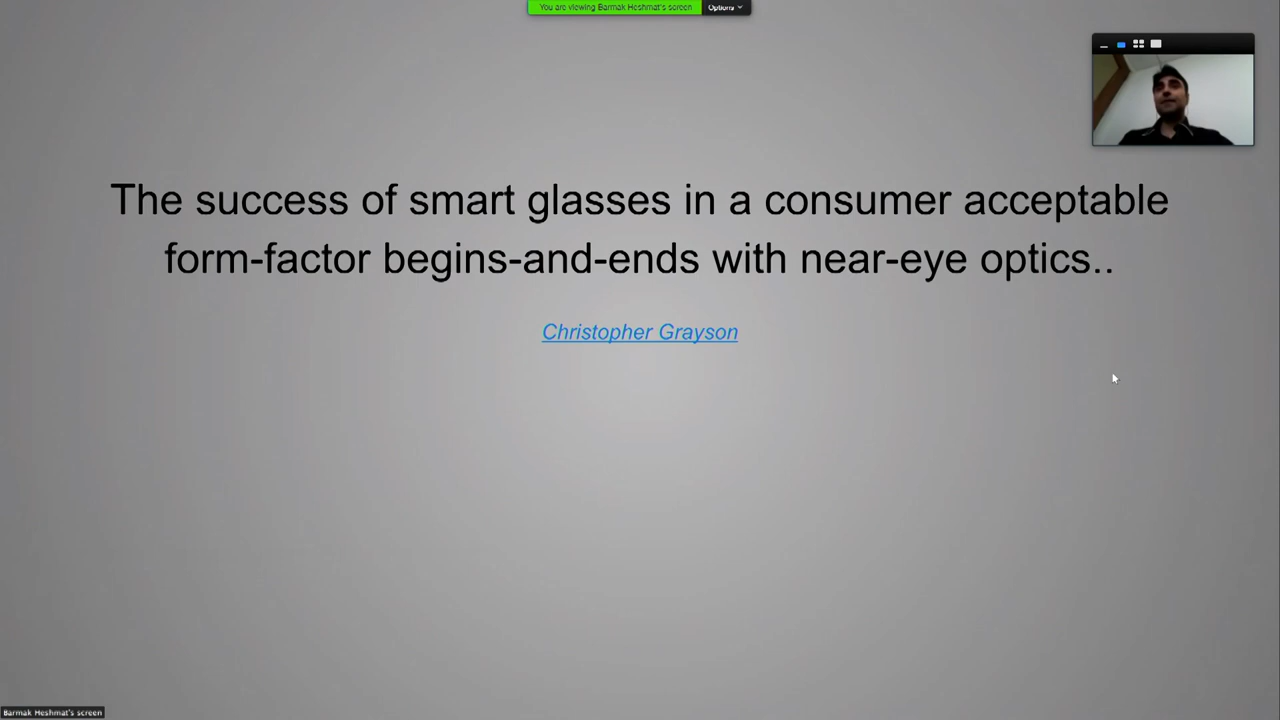 You are viewing Barmak Heshmat's screen Options
The success of smart glasses in a consumer acceptable
form-factor begins-and-ends with near-eye optics..
Christopher Grayson
Barmak Heshmat's screen